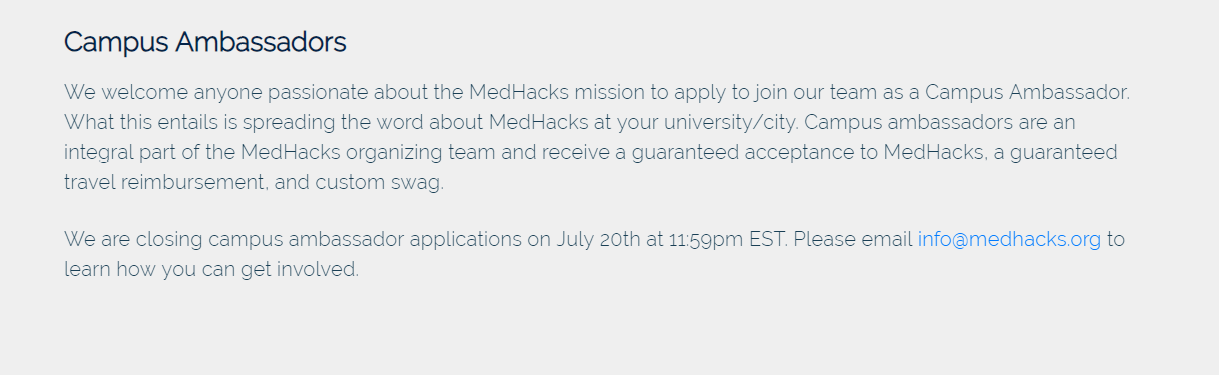 Campus Ambassadors
We welcome anyone passionate about the MedHacks mission to apply to join our team as a Campus Ambassador.
What this entails is spreading the word about MedHacks at your university/city. Campus ambassadors are an
integral part of the MedHacks organizing team and receive a guaranteed acceptance to MedHacks, a guaranteed
travel reimbursement, and custom swag.
We are closing campus ambassador applications on July 20th at 11:59pm EST. Please email info@medhacks.org to
learn how you can get involved.